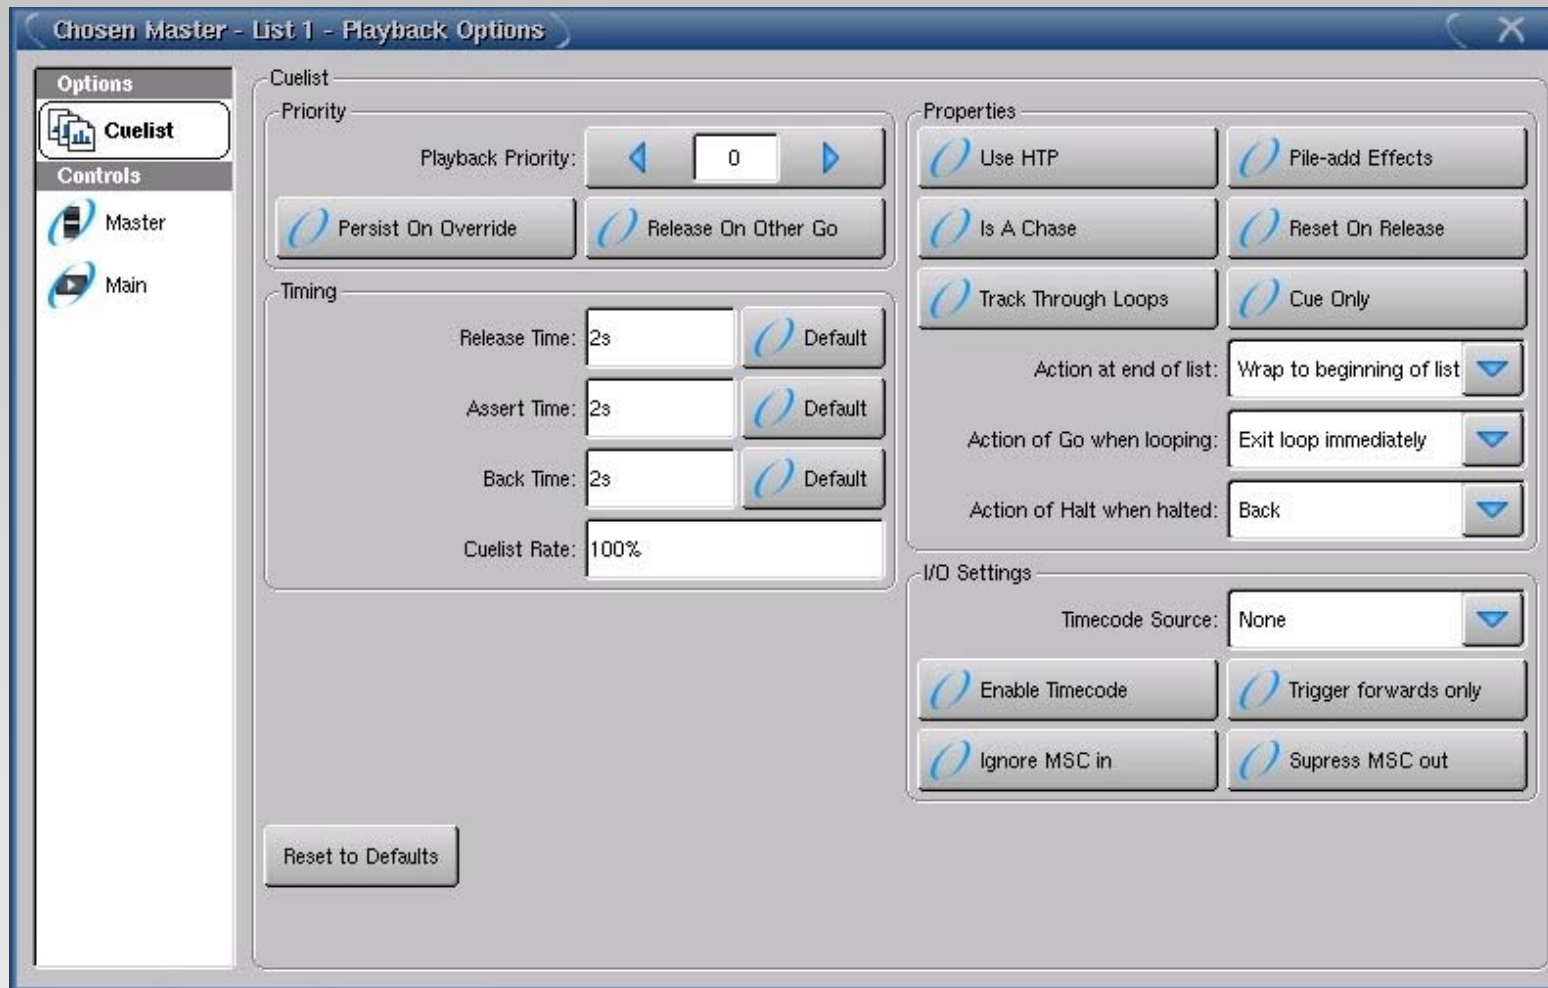 Chosen Master - List 1 - Playback Options
Options
Cuelist
Controls
Master
Main
Cuelist
Priority
Playback Priority: 0
Persist On Override
Release On Other Go
Timing
Release Time: 2s Default
Assert Time: 2s Default
Back Time: 2s Default
Cuelist Rate: 100%
Reset to Defaults
Properties
Use HTP Pile-add Effects
Is A Chase Reset On Release
Track Through Loops Cue Only
Action at end of list: Wrap to beginning of list
Action of Go when looping: Exit loop immediately
Action of Halt when halted: Back
I/O Settings
Timecode Source: None
Enable Timecode Trigger forwards only
Ignore MSC in Supress MSC out